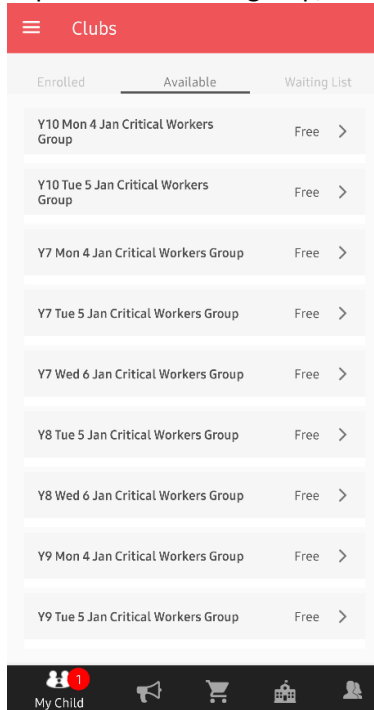 Clubs
Enrolled Available Waiting List
Y10 Mon 4 Jan Critical Workers
Group
Free
Y10 Tue 5 Jan Critical Workers
Group
Free
Y7 Mon 4 Jan Critical Workers Group Free
Y7 Tue 5 Jan Critical Workers Group Free
Y7 Wed 6 Jan Critical Workers Group Free
Y8 Tue 5 Jan Critical Workers Group Free
Y8 Wed 6 Jan Critical Workers Group Free
Y9 Mon 4 Jan Critical Workers Group Free
Y9 Tue 5 Jan Critical Workers Group Free
1
My Child